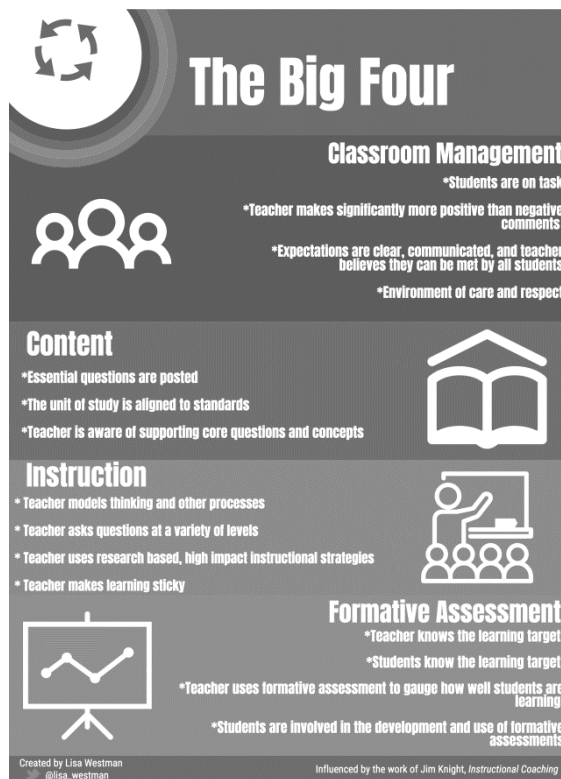 The Big Four
Classroom Management
*Students are on task
*Teacher makes significantly more positive than negative
comments
*Expectations are clear, communicated, and teacher
believes they can be met by all students
*Environment of care and respect
Content
*Essential questions are posted
*The unit of study is aligned to standards
*Teacher is aware of supporting core questions and concepts
Instruction
* Teacher models thinking and other processes
* Teacher asks questions at a variety of levels
* Teacher uses research based, high impact instructional strategies
* Teacher makes learning sticky
Formative Assessment
*Teacher knows the learning target
*Students know the learning target
*Teacher uses formative assessment to gauge how well students are
learning
*Students are involved in the development and use of formative
assessments
Created by Lisa Westman
@lisa_westman
Influenced by the work of Jim Knight, Instructional Coaching